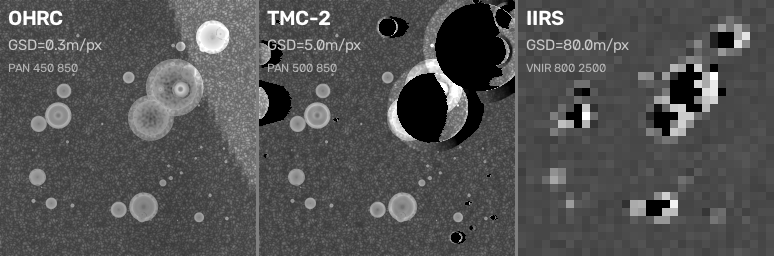 OHRC
GSD=0.3m/px
PAN 450 850
TMC-2
GSD=5.0m/px
PAN 500 850
IIRS
GSD=80.0m/px
VNIR 800 2500